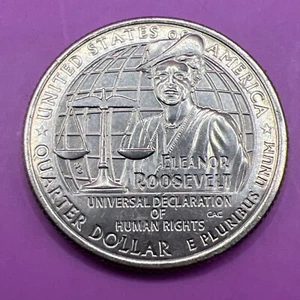 UNITED STATES OF AMERICA
ELEANOR
ROOSEVELT
UNIVERSAL DECLARATION
OF
HUMAN RIGHTS
CAC
QUARTER DOLLAR
E PLURIBUS UNUM